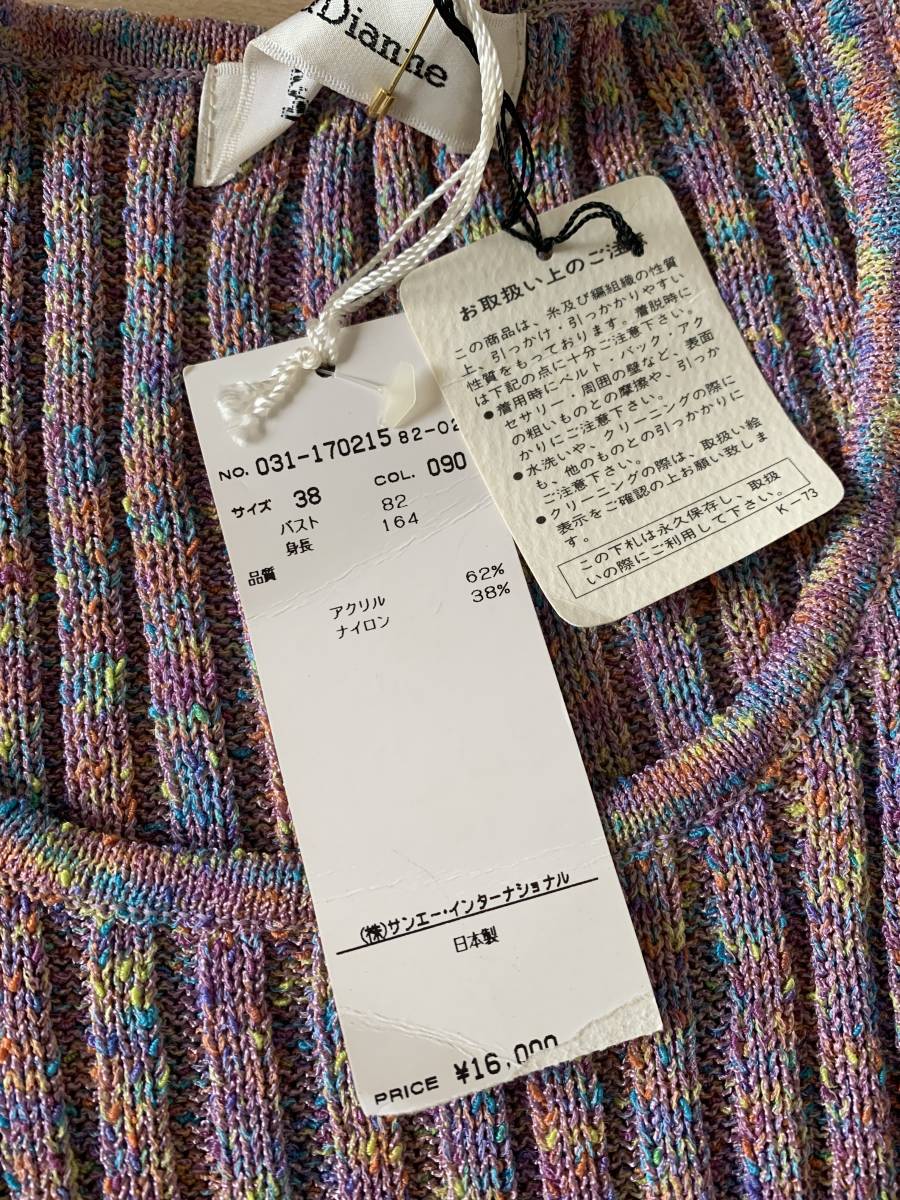 Dianne
お取扱い上のご注
この商品は、糸及び編組織の性質
上、引っかけ・引っかかりやすい
性質をもっております。着脱時に
は下記の点に十分ご注意下さい。
●着用時にベルト・バック・アク
セサリー・周囲の壁など、表面
の粗いものとの摩擦や、引っか
かりにご注意下さい。
●水洗いや、クリーニングの際に
も、他のものとの引っかかりに
ご注意下さい。
●クリーニングの際は、取扱い絵
表示をご確認の上お願い致しま
す。
K-73
この下札は永久保存し、取扱
いの際にご利用して下さい。
NO. 031-170215 82-02
サイズ 38 COL. 090
バスト 82
身長 164
品質
アクリル 62%
ナイロン 38%
(株)サンエー・インターナショナル
日本製
PRICE ¥16,000